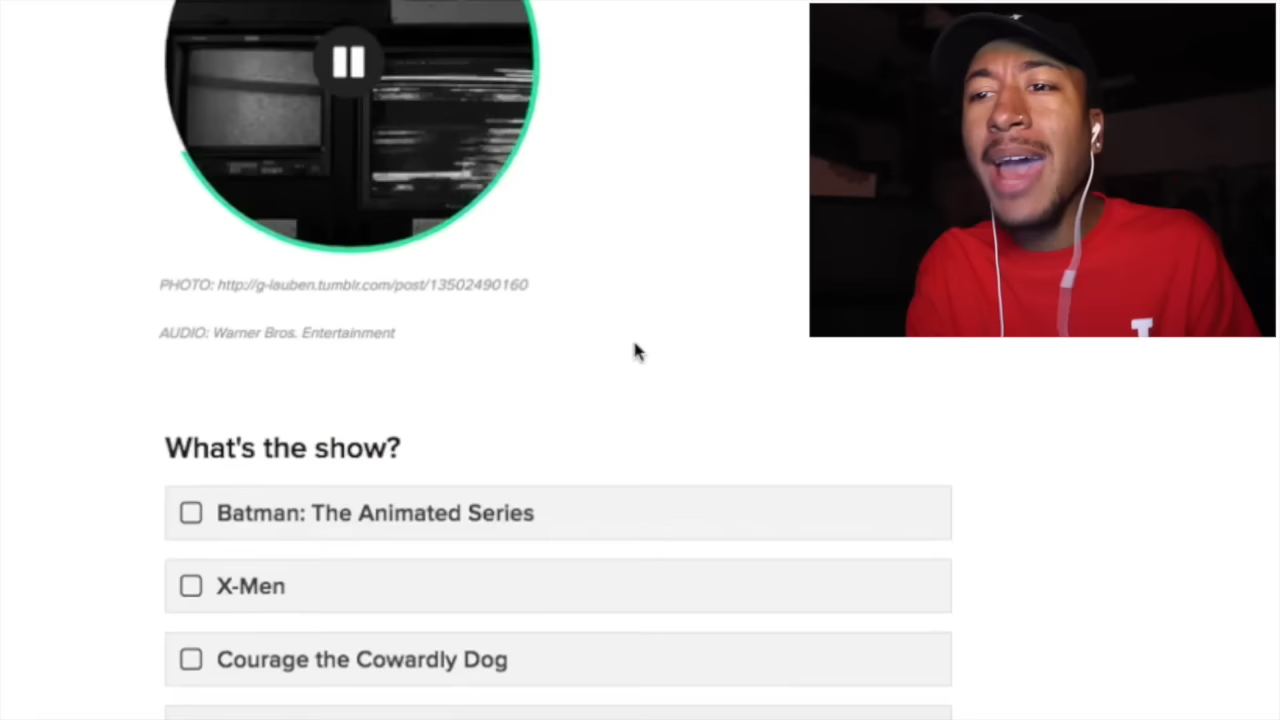 PHOTO: http://g-lauben.tumblr.com/post/13502490160
AUDIO: Warner Bros. Entertainment
What's the show?
Batman: The Animated Series
X-Men
Courage the Cowardly Dog